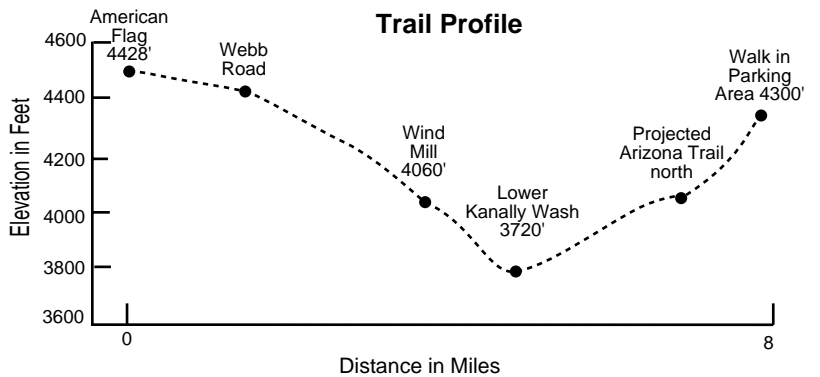 Trail Profile
American
Flag
4428'
Webb
Road
Wind
Mill
4060'
Lower
Kanally Wash
3720'
Projected
Arizona Trail
north
Walk in
Parking
Area 4300'
Elevation in Feet
4600
4400
4200
4000
3800
3600
0
8
Distance in Miles